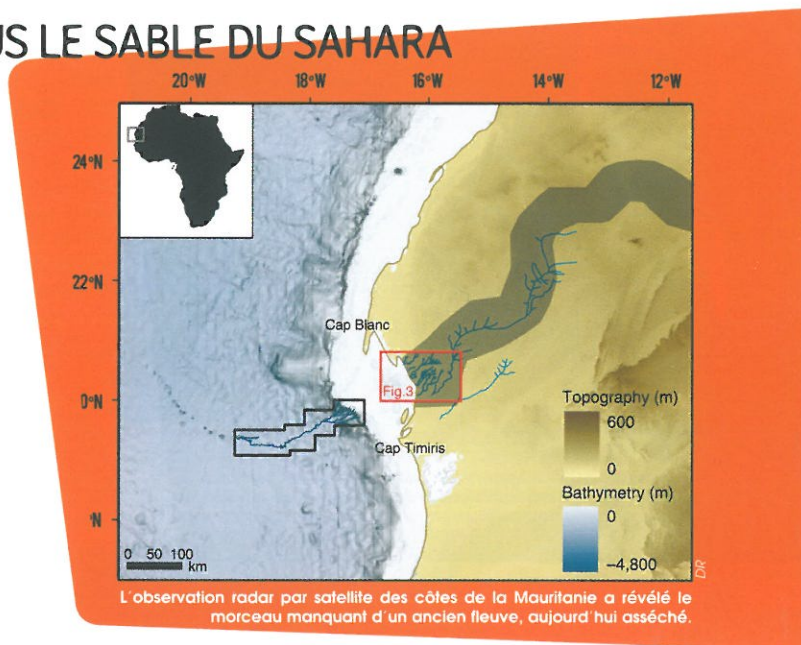 US LE SABLE DU SAHARA
20°W 18°W 16°W 14°W 12°W
24°N
22°N
Cap Blanc
Fig.3
0°N
Cap Timiris
°N
Topography (m)
600
0
Bathymetry (m)
0
-4,800
0 50 100
km
DR
L'observation radar par satellite des côtes de la Mauritanie a révélé le
morceau manquant d'un ancien fleuve, aujourd'hui asséché.